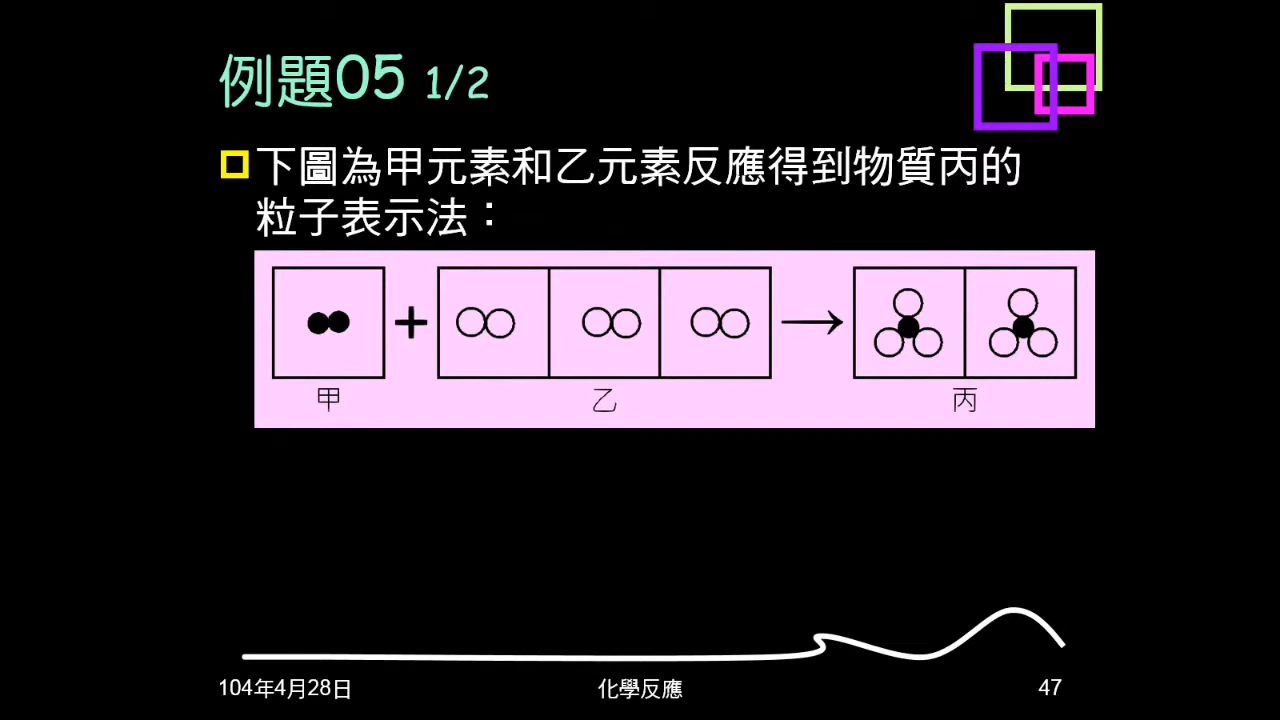 例題05 1/2
下圖為甲元素和乙元素反應得到物質丙的
粒子表示法：
+
→
甲
乙
丙
104年4月28日
化學反應
47